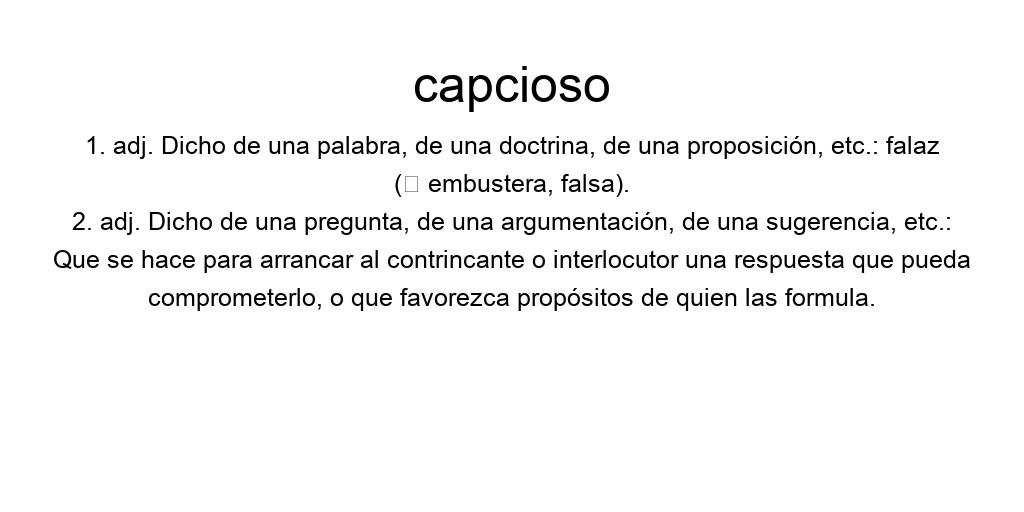 capcioso
1. adj. Dicho de una palabra, de una doctrina, de una proposición, etc.: falaz
(□ embustera, falsa).
2. adj. Dicho de una pregunta, de una argumentación, de una sugerencia, etc.:
Que se hace para arrancar al contrincante o interlocutor una respuesta que pueda
comprometerlo, o que favorezca propósitos de quien las formula.